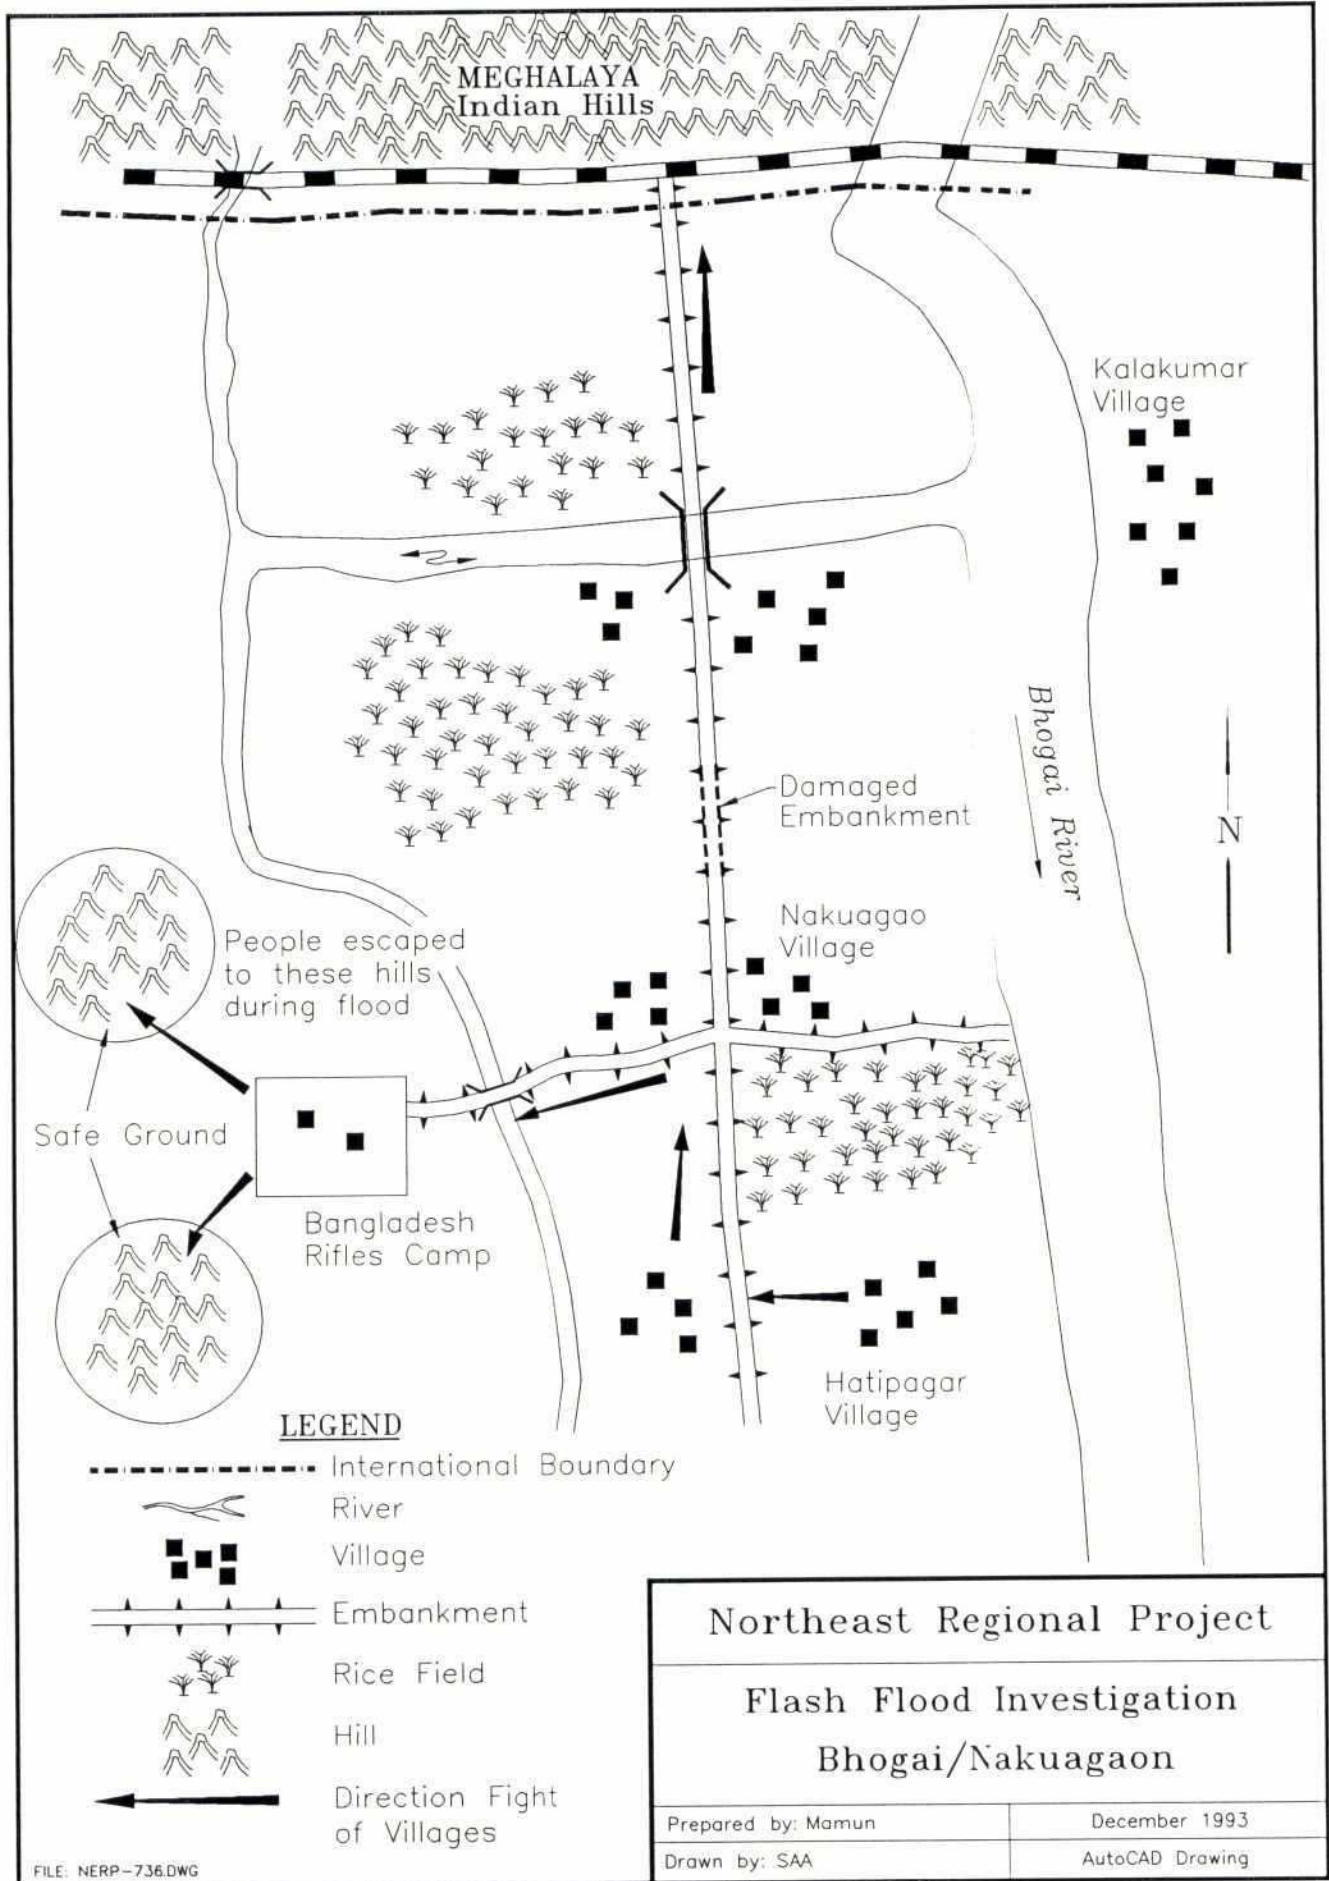 MEGHALAYA
Indian Hills
Kalakumar
Village
Bhogai River
Damaged
Embankment
N
Nakuagao
Village
People escaped
to these hills
during flood
Safe Ground
Bangladesh
Rifles Camp
Hatipagar
Village
LEGEND
International Boundary
River
Village
Embankment
Rice Field
Hill
Direction Fight
of Villages
FILE: NERP-736.DWG
Northeast Regional Project
Flash Flood Investigation
Bhogai/Nakuagaon
Prepared by: Mamun
December 1993
Drawn by: SAA
AutoCAD Drawing